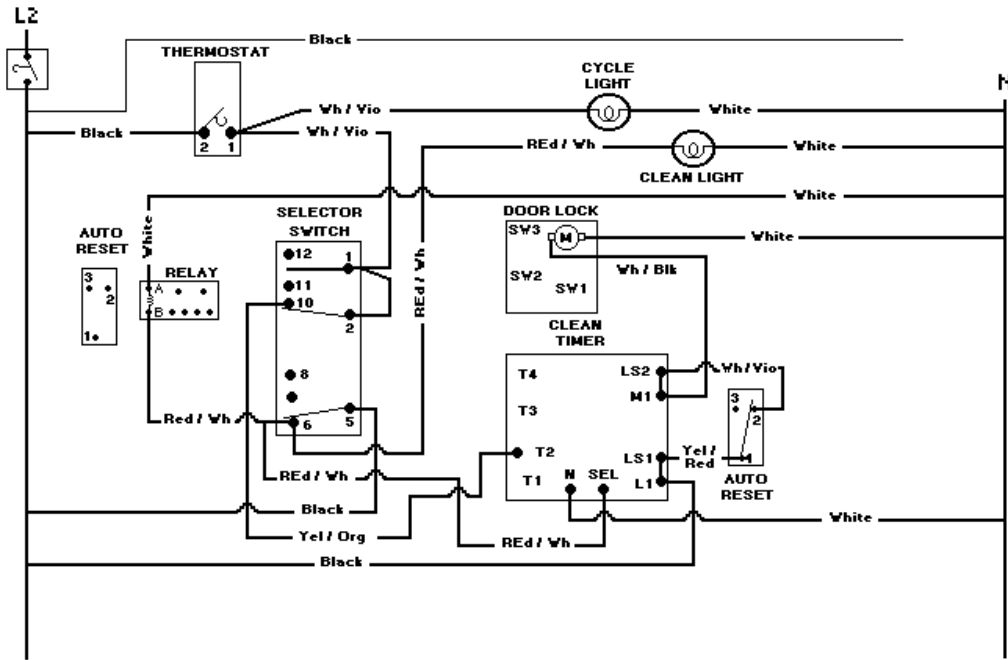 L2
Black
THERMOSTAT
CYCLE
LIGHT
Wh / Vio
White
Black
2 1
Wh / Vio
REd / Wh
White
CLEAN LIGHT
White
SELECTOR
SWITCH
DOOR LOCK
AUTO
RESET
White
SW3
M
White
12
1
RELAY
REd / Wh
Wh / Blk
3
2
A
11
SW2
SW1
10
B
2
CLEAN
TIMER
1
8
T4
LS2
Wh/Vio
M1
3
2
T3
Red / Wh
6
5
T2
LS1
Yel /
Red
1
REd / Wh
T1
N
SEL
L1
AUTO
RESET
Black
White
Yel / Org
REd / Wh
Black